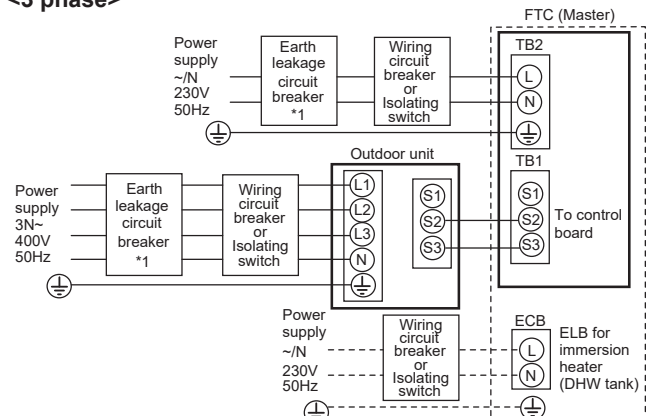 <3 phase>
FTC (Master)
Power
supply
~/N
230V
50Hz
Earth
leakage
circuit
breaker
*1
Wiring
circuit
breaker
or
Isolating
switch
TB2
L
N
Outdoor unit
TB1
Power
supply
3N~
400V
50Hz
Earth
leakage
circuit
breaker
*1
Wiring
circuit
breaker
or
Isolating
switch
L1
L2
L3
N
S1
S2
S3
S1
S2
S3
To control
board
Power
supply
~/N
230V
50Hz
Wiring
circuit
breaker
or
Isolating
switch
ECB
L
N
ELB for
immersion
heater
(DHW tank)